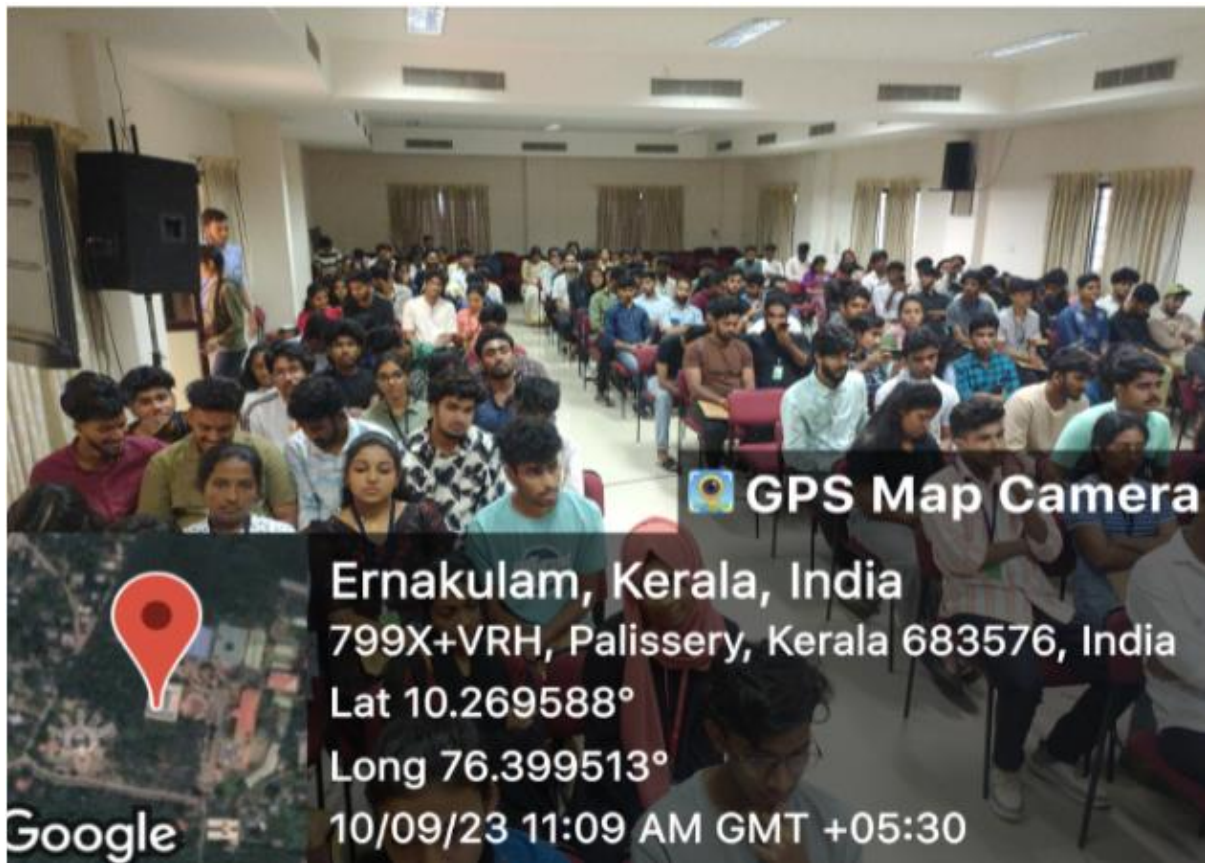 GPS Map Camera
Ernakulam, Kerala, India
799X+VRH, Palissery, Kerala 683576, India
Lat 10.269588°
Long 76.399513°
10/09/23 11:09 AM GMT +05:30
Google